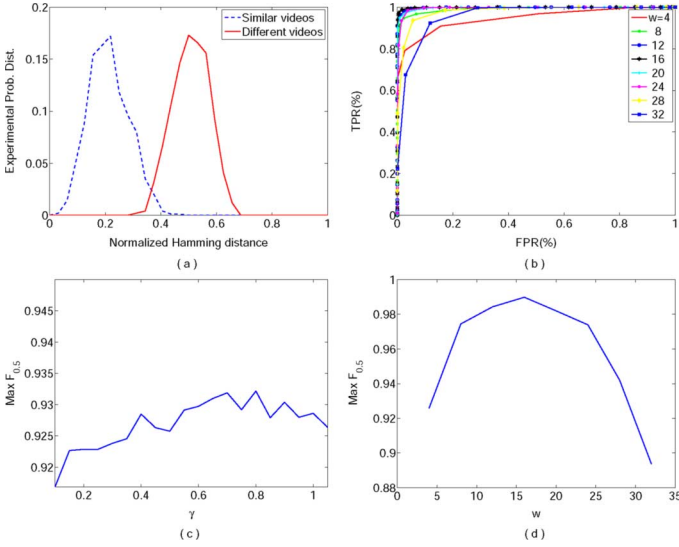 0.2
0.15
0.1
0.05
0
Experimental Prob. Dist.
Similar videos
Different videos
0 0.2 0.4 0.6 0.8 1
Normalized Hamming distance
( a )
1
0.8
0.6
0.4
0.2
0
TPR(%)
w=4
8
12
16
20
24
28
32
0 0.2 0.4 0.6 0.8 1
FPR(%)
( b )
0.945
0.94
0.935
0.93
0.925
0.92
Max F0.5
0.2 0.4 0.6 0.8 1
γ
( c )
1
0.98
0.96
0.94
0.92
0.9
0.88
Max F0.5
0 5 10 15 20 25 30 35
w
( d )